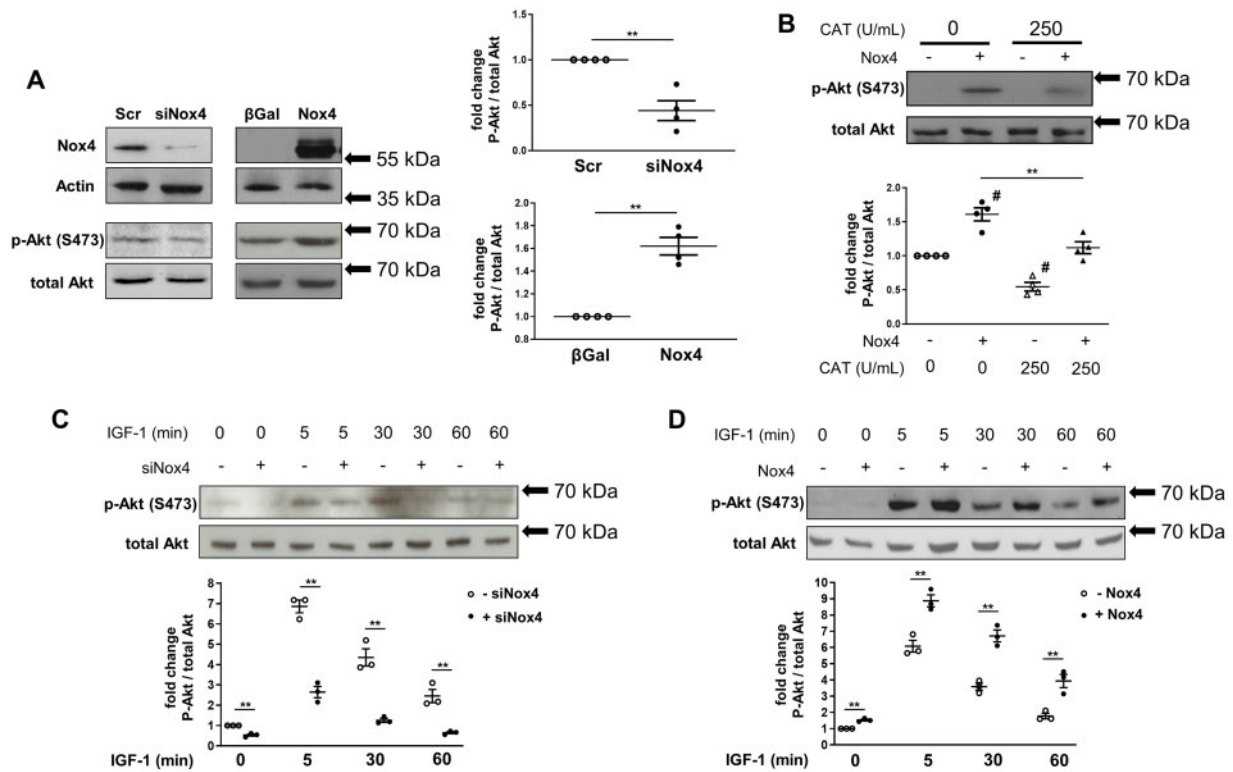 A
Scr siNox4 βGal Nox4
Nox4
55 kDa
Actin
35 kDa
p-Akt (S473)
70 kDa
total Akt
70 kDa
fold change
P-Akt / total Akt
1.5
1.0
0.5
0.0
**
Scr siNox4
fold change
P-Akt / total Akt
2.0
1.8
1.6
1.4
1.2
1.0
0.8
**
βGal Nox4
B
CAT (U/mL) 0 250
Nox4 - + - +
p-Akt (S473)
70 kDa
total Akt
70 kDa
fold change
P-Akt / total Akt
2.0
1.5
1.0
0.5
0.0
**
#
#
Nox4 - + - +
CAT (U/mL) 0 0 250 250
C
IGF-1 (min) 0 0 5 5 30 30 60 60
siNox4 - + - + - + - +
p-Akt (S473)
70 kDa
total Akt
70 kDa
fold change
P-Akt / total Akt
8
7
6
5
4
3
2
1
0
** ** ** **
- siNox4
+ siNox4
IGF-1 (min) 0 5 30 60
D
IGF-1 (min) 0 0 5 5 30 30 60 60
Nox4 - + - + - + - +
p-Akt (S473)
70 kDa
total Akt
70 kDa
fold change
P-Akt / total Akt
10
9
8
7
6
5
4
3
2
1
0
** ** ** **
- Nox4
+ Nox4
IGF-1 (min) 0 5 30 60